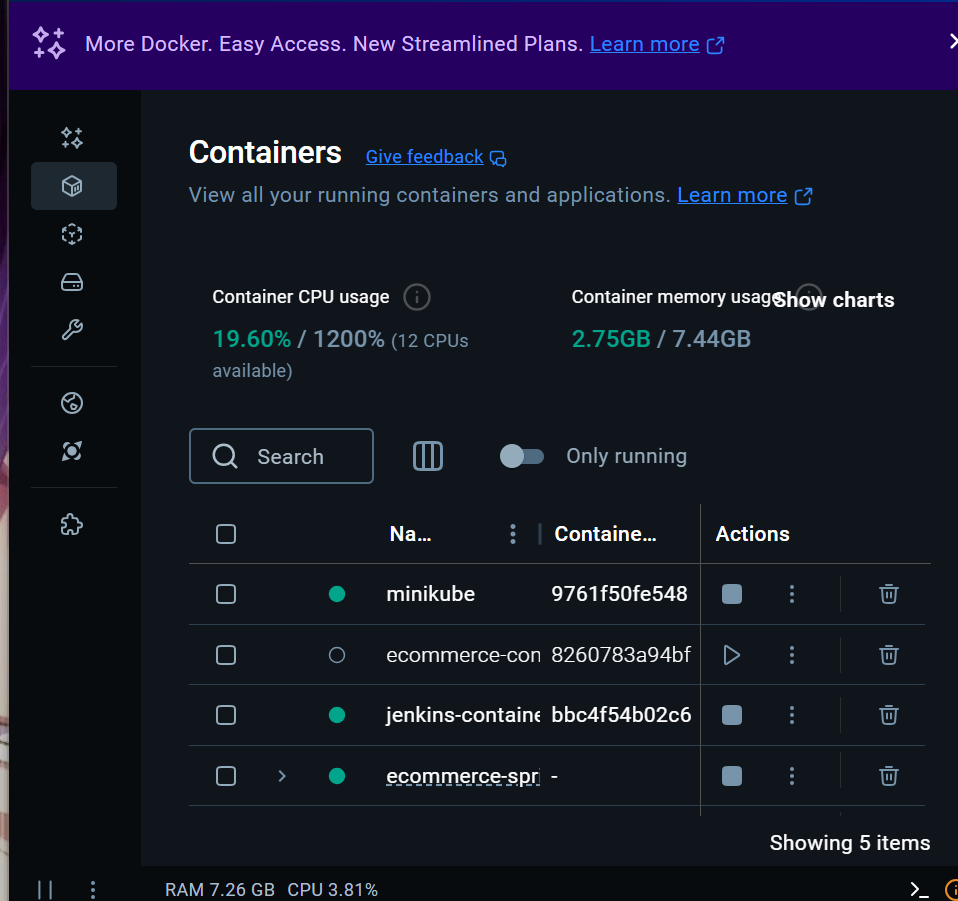 More Docker. Easy Access. New Streamlined Plans. Learn more
Containers Give feedback
View all your running containers and applications. Learn more
Container CPU usage
19.60% / 1200% (12 CPUs
available)
Container memory usage
2.75GB / 7.44GB
Show charts
Search
Only running
Na... Containe... Actions
minikube 9761f50fe548
ecommerce-con 8260783a94bf
jenkins-containe bbc4f54b02c6
ecommerce-spri -
Showing 5 items
RAM 7.26 GB CPU 3.81%